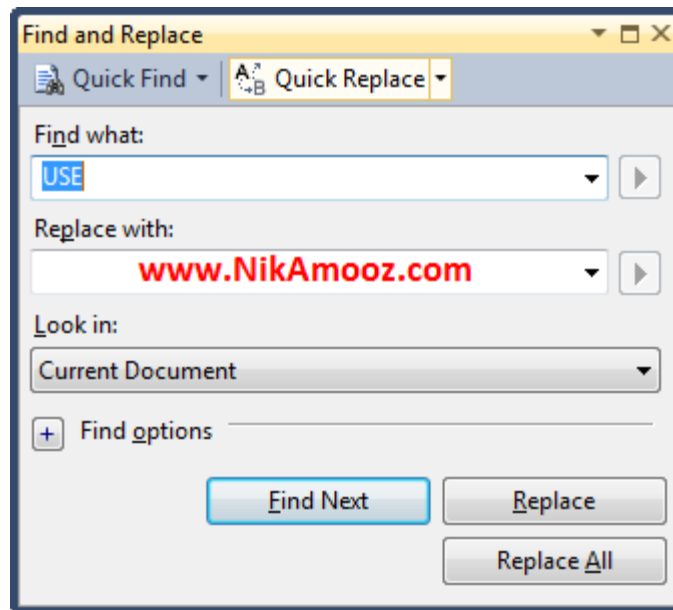 Find and Replace
Quick Find Quick Replace
Find what:
USE
Replace with:
www.NikAmooz.com
Look in:
Current Document
Find options
Find Next Replace
Replace All